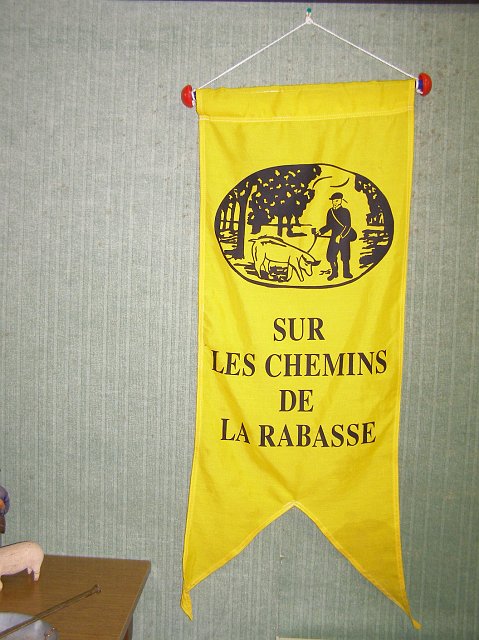 SUR
LES CHEMINS
DE
LA RABASSE